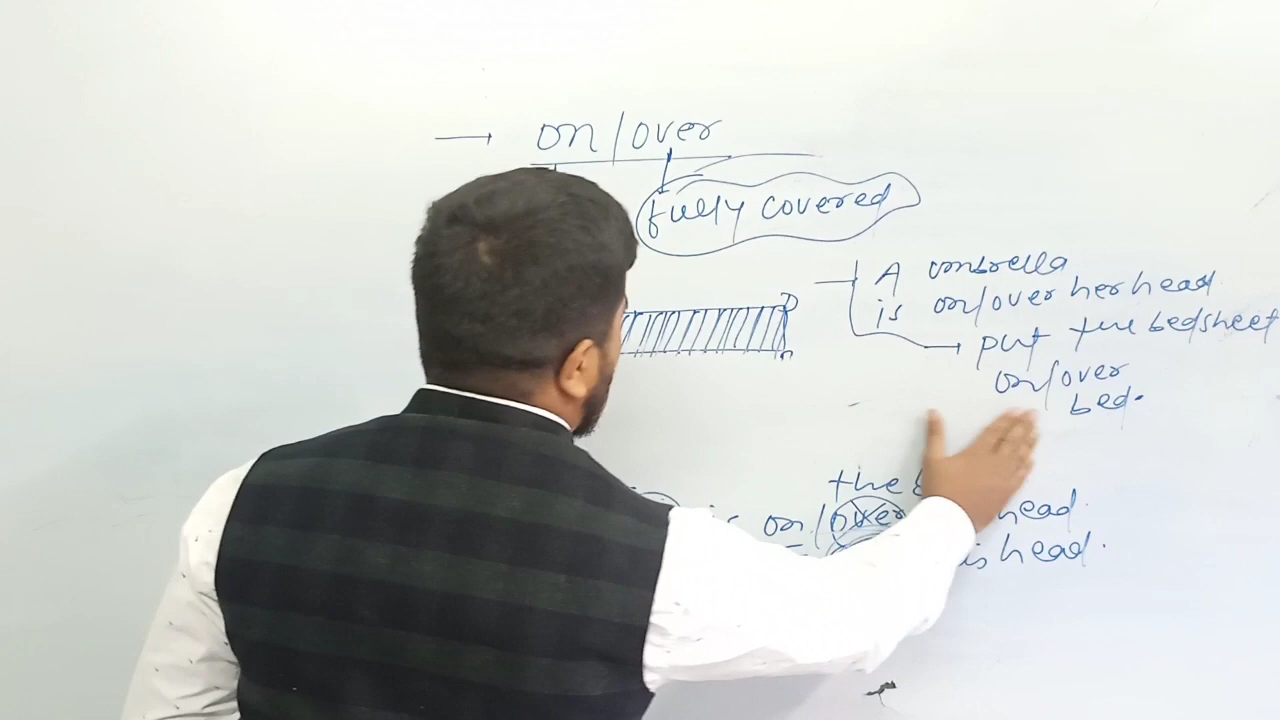 → on/over
fully covered
A umbrella
is on/over her head
→ put the bedsheet
on/over
bed.
the
on/over head.
is head.